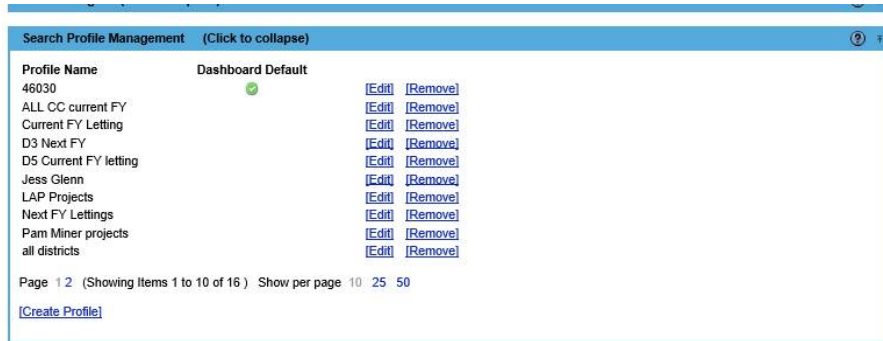 Search Profile Management (Click to collapse)
Profile Name Dashboard Default
46030 [Edit] [Remove]
ALL CC current FY [Edit] [Remove]
Current FY Letting [Edit] [Remove]
D3 Next FY [Edit] [Remove]
D5 Current FY letting [Edit] [Remove]
Jess Glenn [Edit] [Remove]
LAP Projects [Edit] [Remove]
Next FY Lettings [Edit] [Remove]
Pam Miner projects [Edit] [Remove]
all districts [Edit] [Remove]
Page 1 2 (Showing Items 1 to 10 of 16 ) Show per page 10 25 50
[Create Profile]